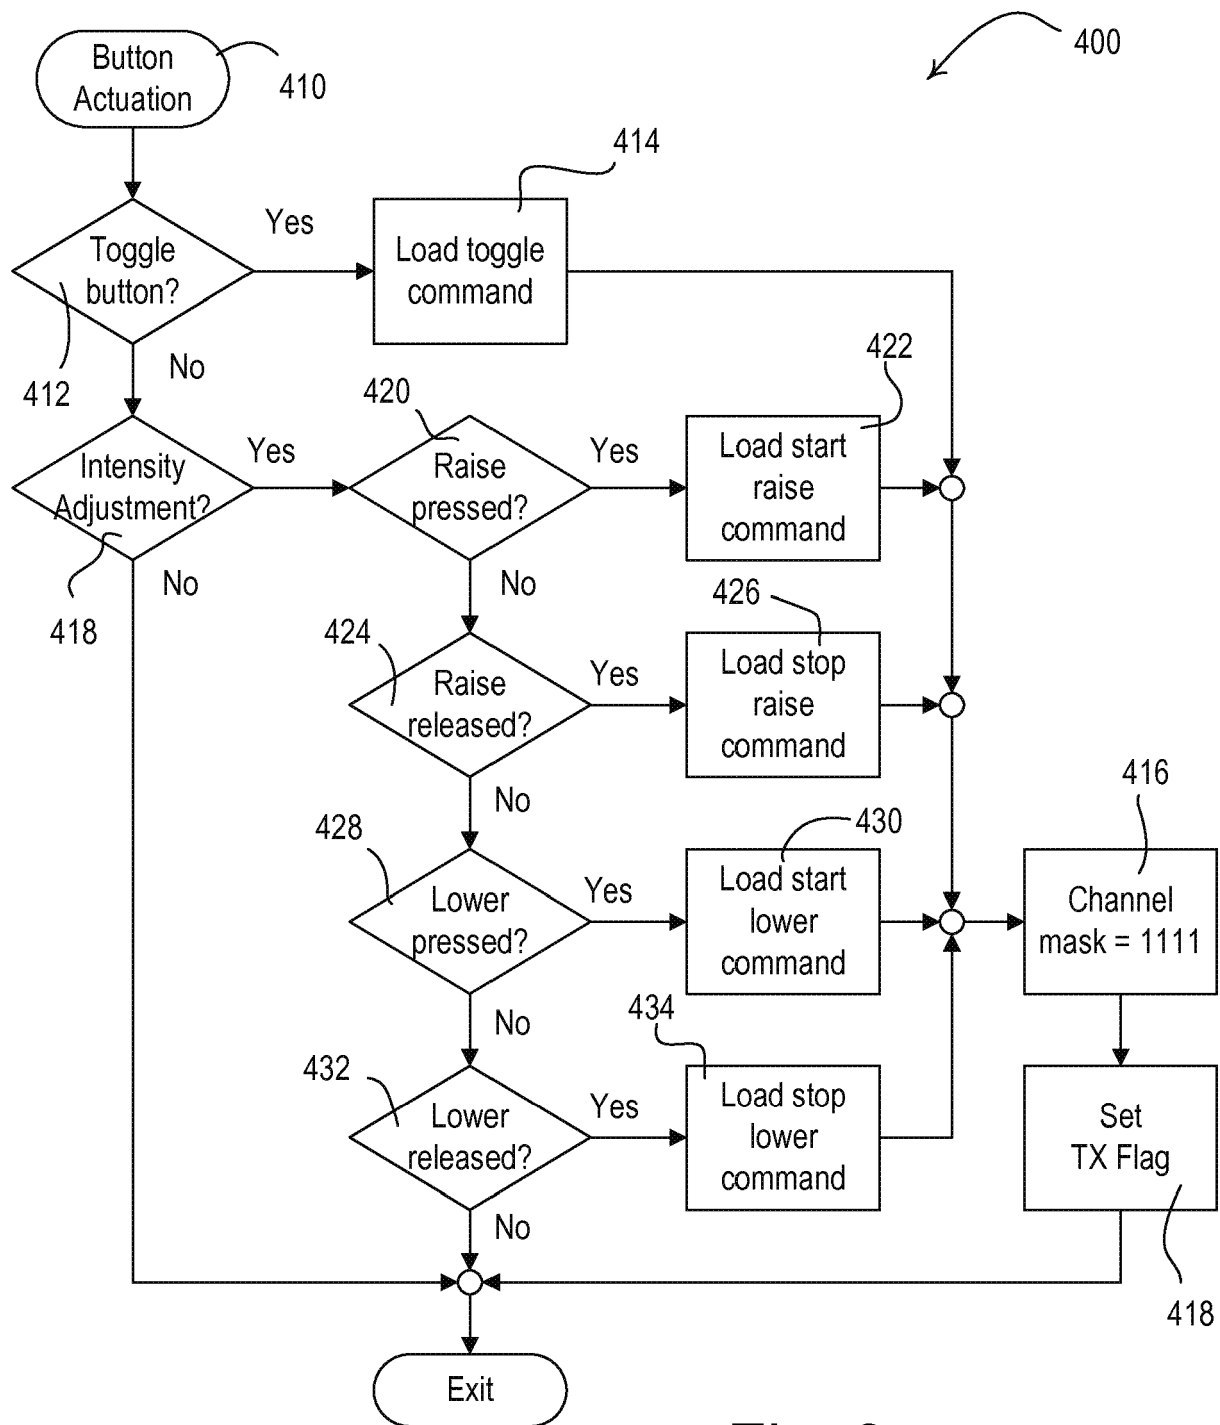 400
Button
Actuation
410
414
Toggle
button?
412
Yes
Load toggle
command
No
422
420
Intensity
Adjustment?
418
Yes
Raise
pressed?
Yes
Load start
raise
command
No
No
426
424
Raise
released?
Yes
Load stop
raise
command
No
416
428
430
Lower
pressed?
Yes
Load start
lower
command
Channel
mask = 1111
No
434
432
Lower
released?
Yes
Load stop
lower
command
Set
TX Flag
No
418
Exit